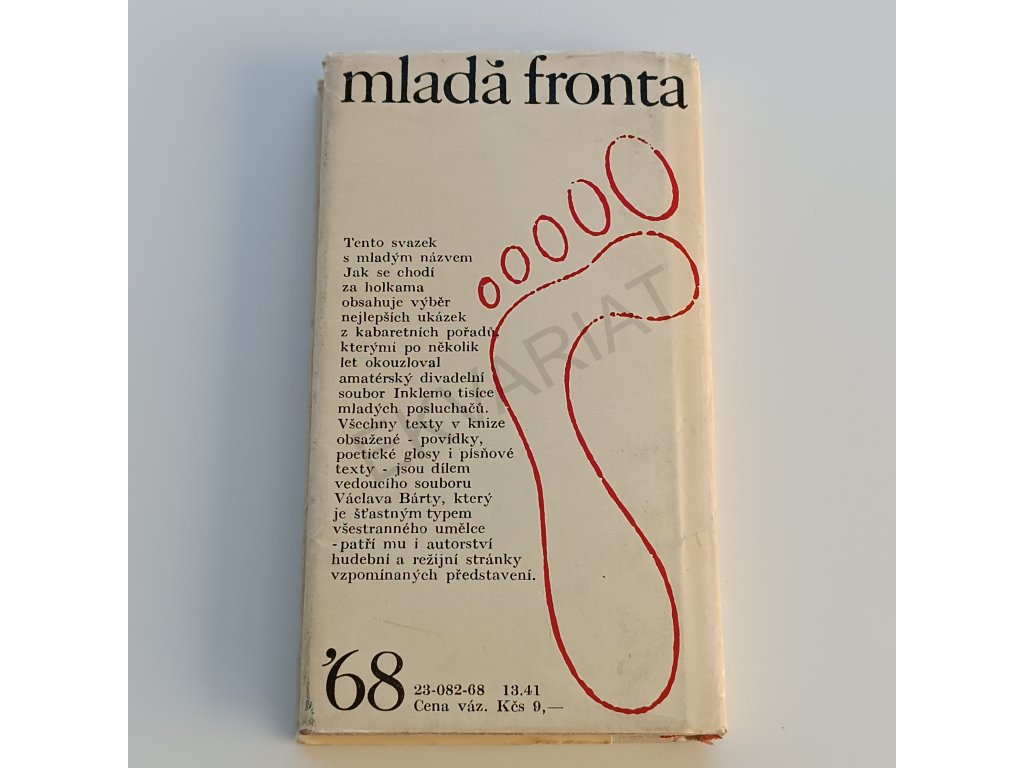 mladá fronta
Tento svazek
s mladým názvem
Jak se chodí
za holkama
obsahuje výběr
nejlepších ukázek
z kabaretních pořadů,
kterými po několik
let okouzloval
amatérský divadelní
soubor Inklemo tisíce
mladých posluchačů.
Všechny texty v knize
obsažené - povídky,
poetické glosy i písňové
texty - jsou dílem
vedoucího souboru
Václava Bárty, který
je šťastným typem
všestranného umělce
-patří mu i autorství
hudební a režijní stránky
vzpomínaných představení.
'68
23-082-68 13.41
Cena váz. Kčs 9,—